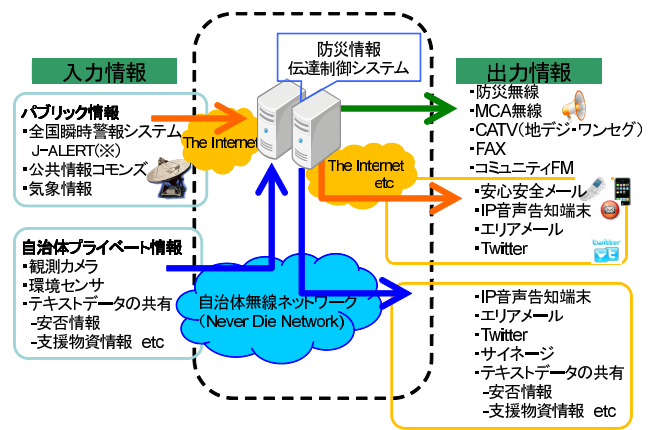 防災情報
伝達制御システム
入力情報
出力情報
パブリック情報
・全国瞬時警報システム
J-ALERT(※)
・公共情報コモンズ
・気象情報
The Internet
The Internet
etc
・防災無線
・MCA無線
・CATV(地デジ・ワンセグ)
・FAX
・コミュニティFM
・安心安全メール
・IP音声告知端末
・エリアメール
・Twitter
twitter
自治体プライベート情報
・観測カメラ
・環境センサ
・テキストデータの共有
-安否情報
-支援物資情報 etc
自治体無線ネットワーク
(Never Die Network)
・IP音声告知端末
・エリアメール
・Twitter
・サイネージ
・テキストデータの共有
-安否情報
-支援物資情報 etc